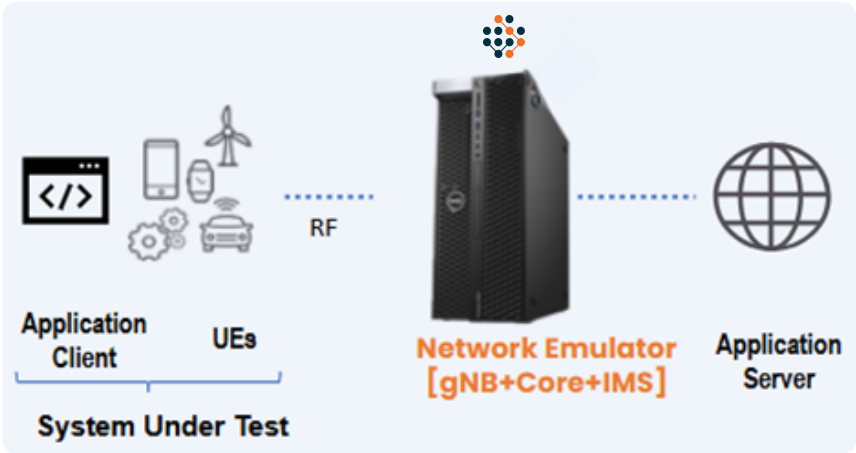 </>
RF
Application
Client
UEs
Network Emulator
[gNB+Core+IMS]
Application
Server
System Under Test